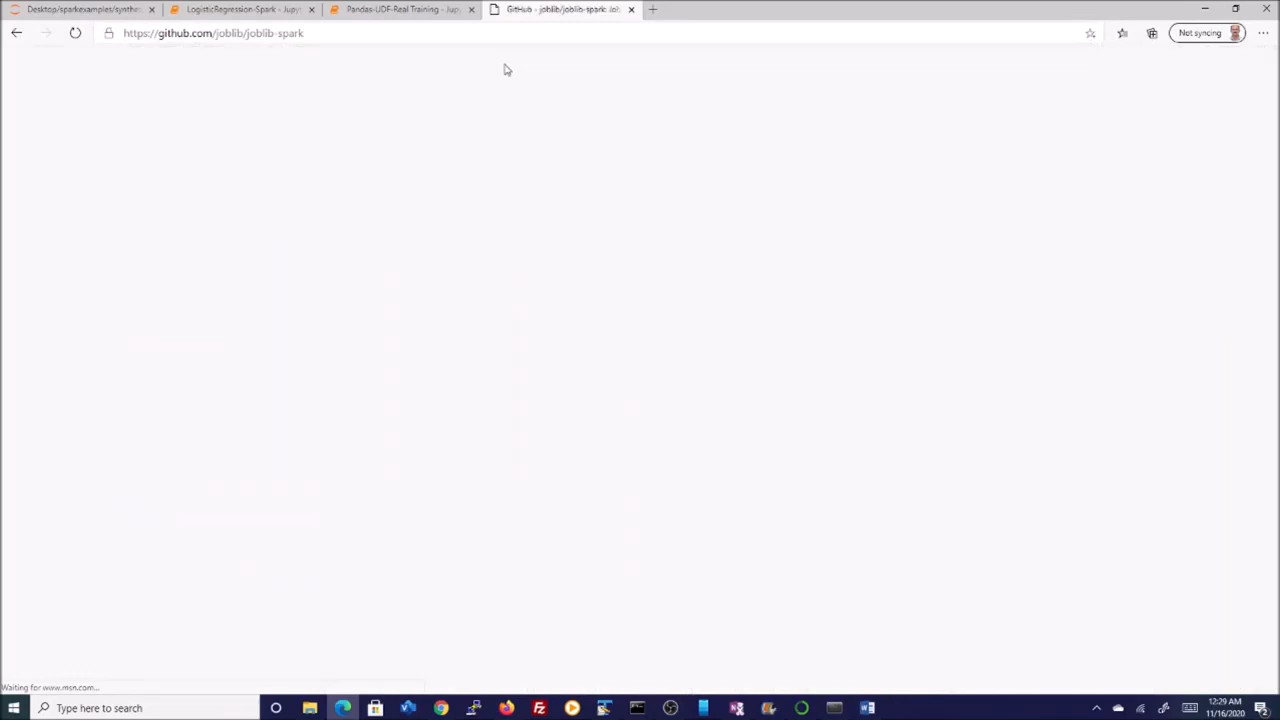 Desktop/sparkexamples/synthe
LogisticRegression-Spark - Jupy
Pandas-UDF-Real Training - Jup
GitHub - joblib/joblib-spark: Job
https://github.com/joblib/joblib-spark
Not syncing
Waiting for www.msn.com...
Type here to search
12:29 AM
11/16/2020
2